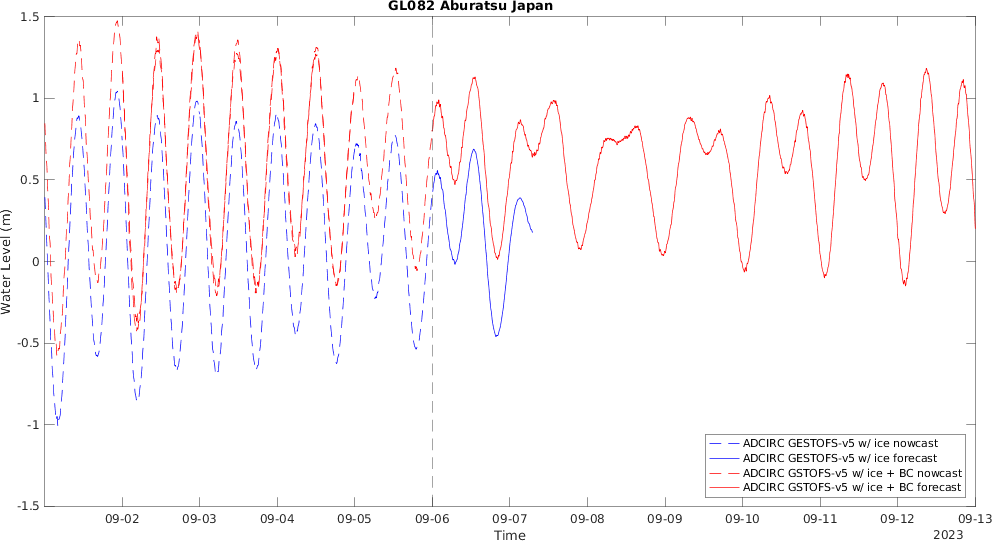 GL082 Aburatsu Japan
1.5
1
0.5
0
-0.5
-1
-1.5
Water Level (m)
ADCIRC GESTOFS-v5 w/ ice nowcast
ADCIRC GESTOFS-v5 w/ ice forecast
ADCIRC GSTOFS-v5 w/ ice + BC nowcast
ADCIRC GSTOFS-v5 w/ ice + BC forecast
09-02 09-03 09-04 09-05 09-06 09-07 09-08 09-09 09-10 09-11 09-12 09-13
Time
2023